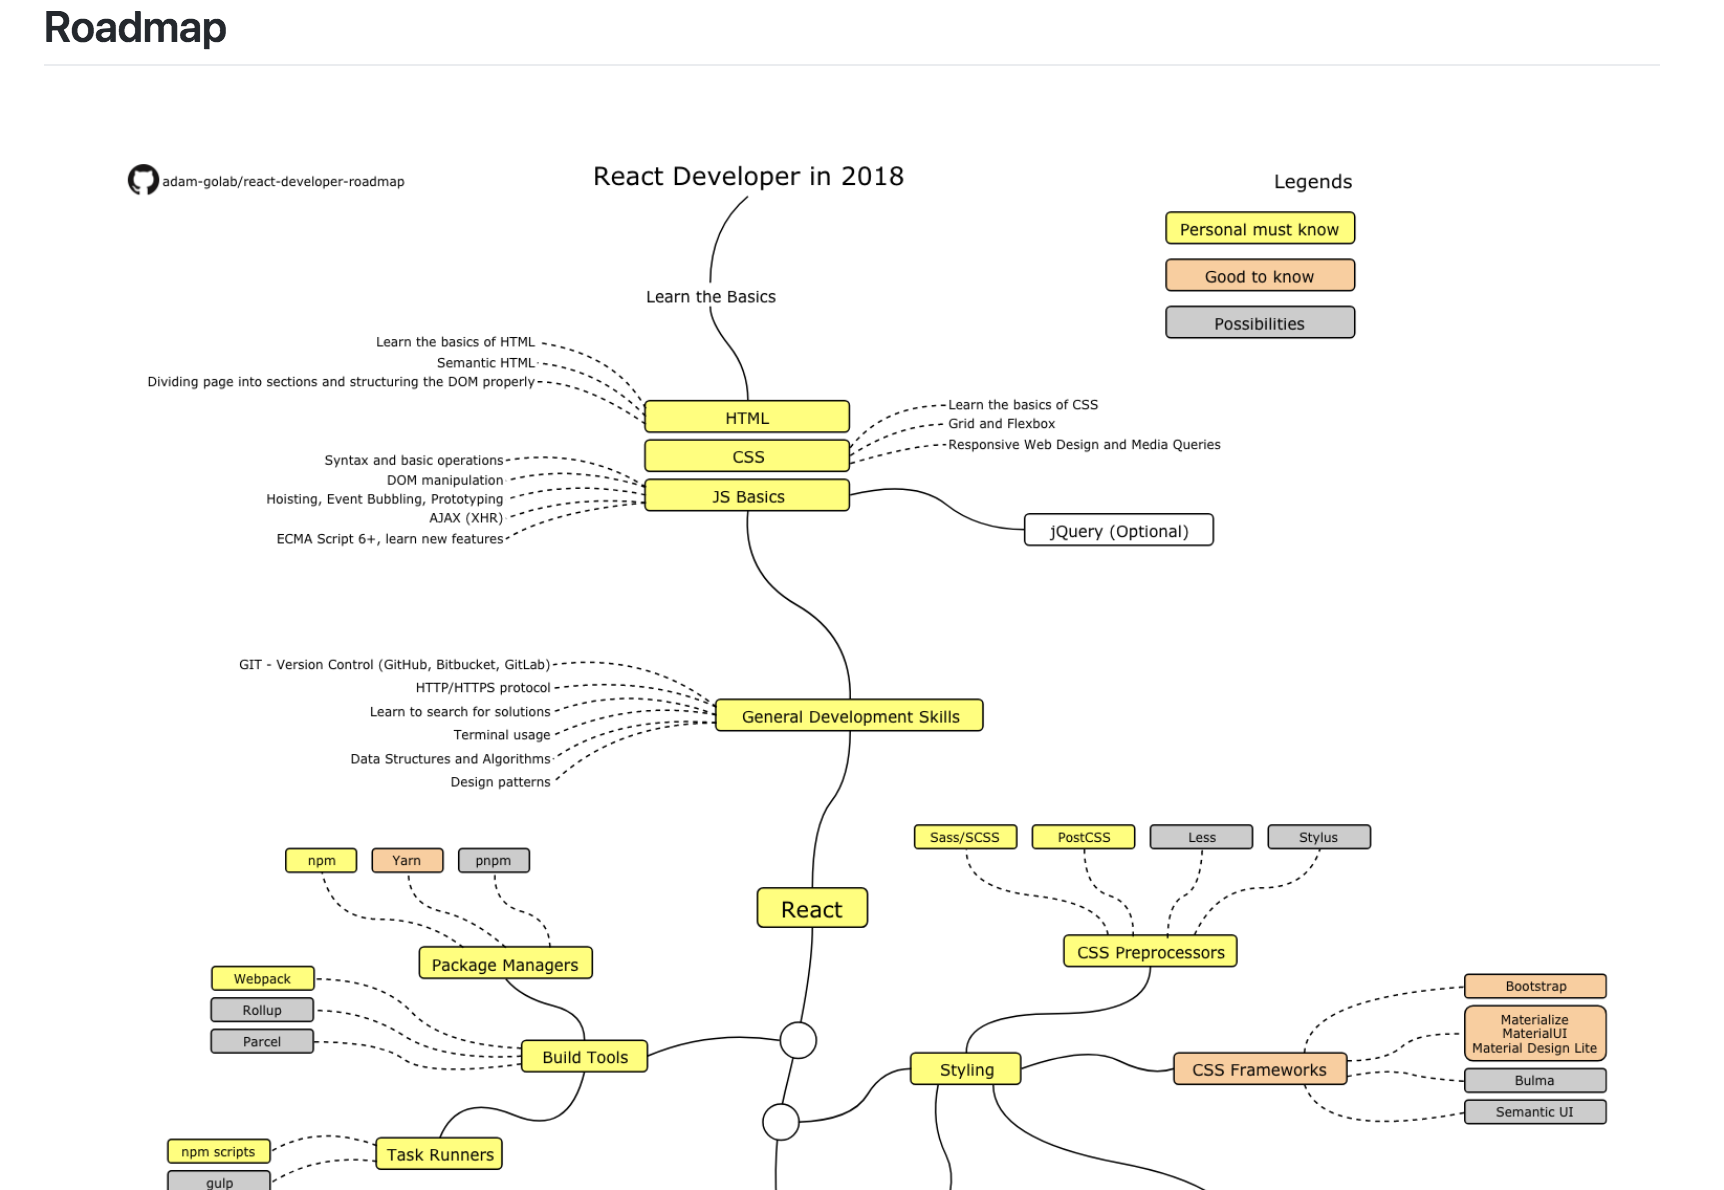 Roadmap
adam-golab/react-developer-roadmap
React Developer in 2018
Legends
Personal must know
Good to know
Possibilities
Learn the Basics
Learn the basics of HTML
Semantic HTML
Dividing page into sections and structuring the DOM properly
HTML
Learn the basics of CSS
Grid and Flexbox
Responsive Web Design and Media Queries
CSS
Syntax and basic operations
DOM manipulation
Hoisting, Event Bubbling, Prototyping
AJAX (XHR)
ECMA Script 6+, learn new features
JS Basics
jQuery (Optional)
GIT - Version Control (GitHub, Bitbucket, GitLab)
HTTP/HTTPS protocol
Learn to search for solutions
Terminal usage
Data Structures and Algorithms
Design patterns
General Development Skills
Sass/SCSS
PostCSS
Less
Stylus
npm
Yarn
pnpm
React
CSS Preprocessors
Package Managers
Webpack
Rollup
Parcel
Build Tools
Styling
CSS Frameworks
Bootstrap
Materialize
MaterialUI
Material Design Lite
Bulma
Semantic UI
npm scripts
gulp
Task Runners